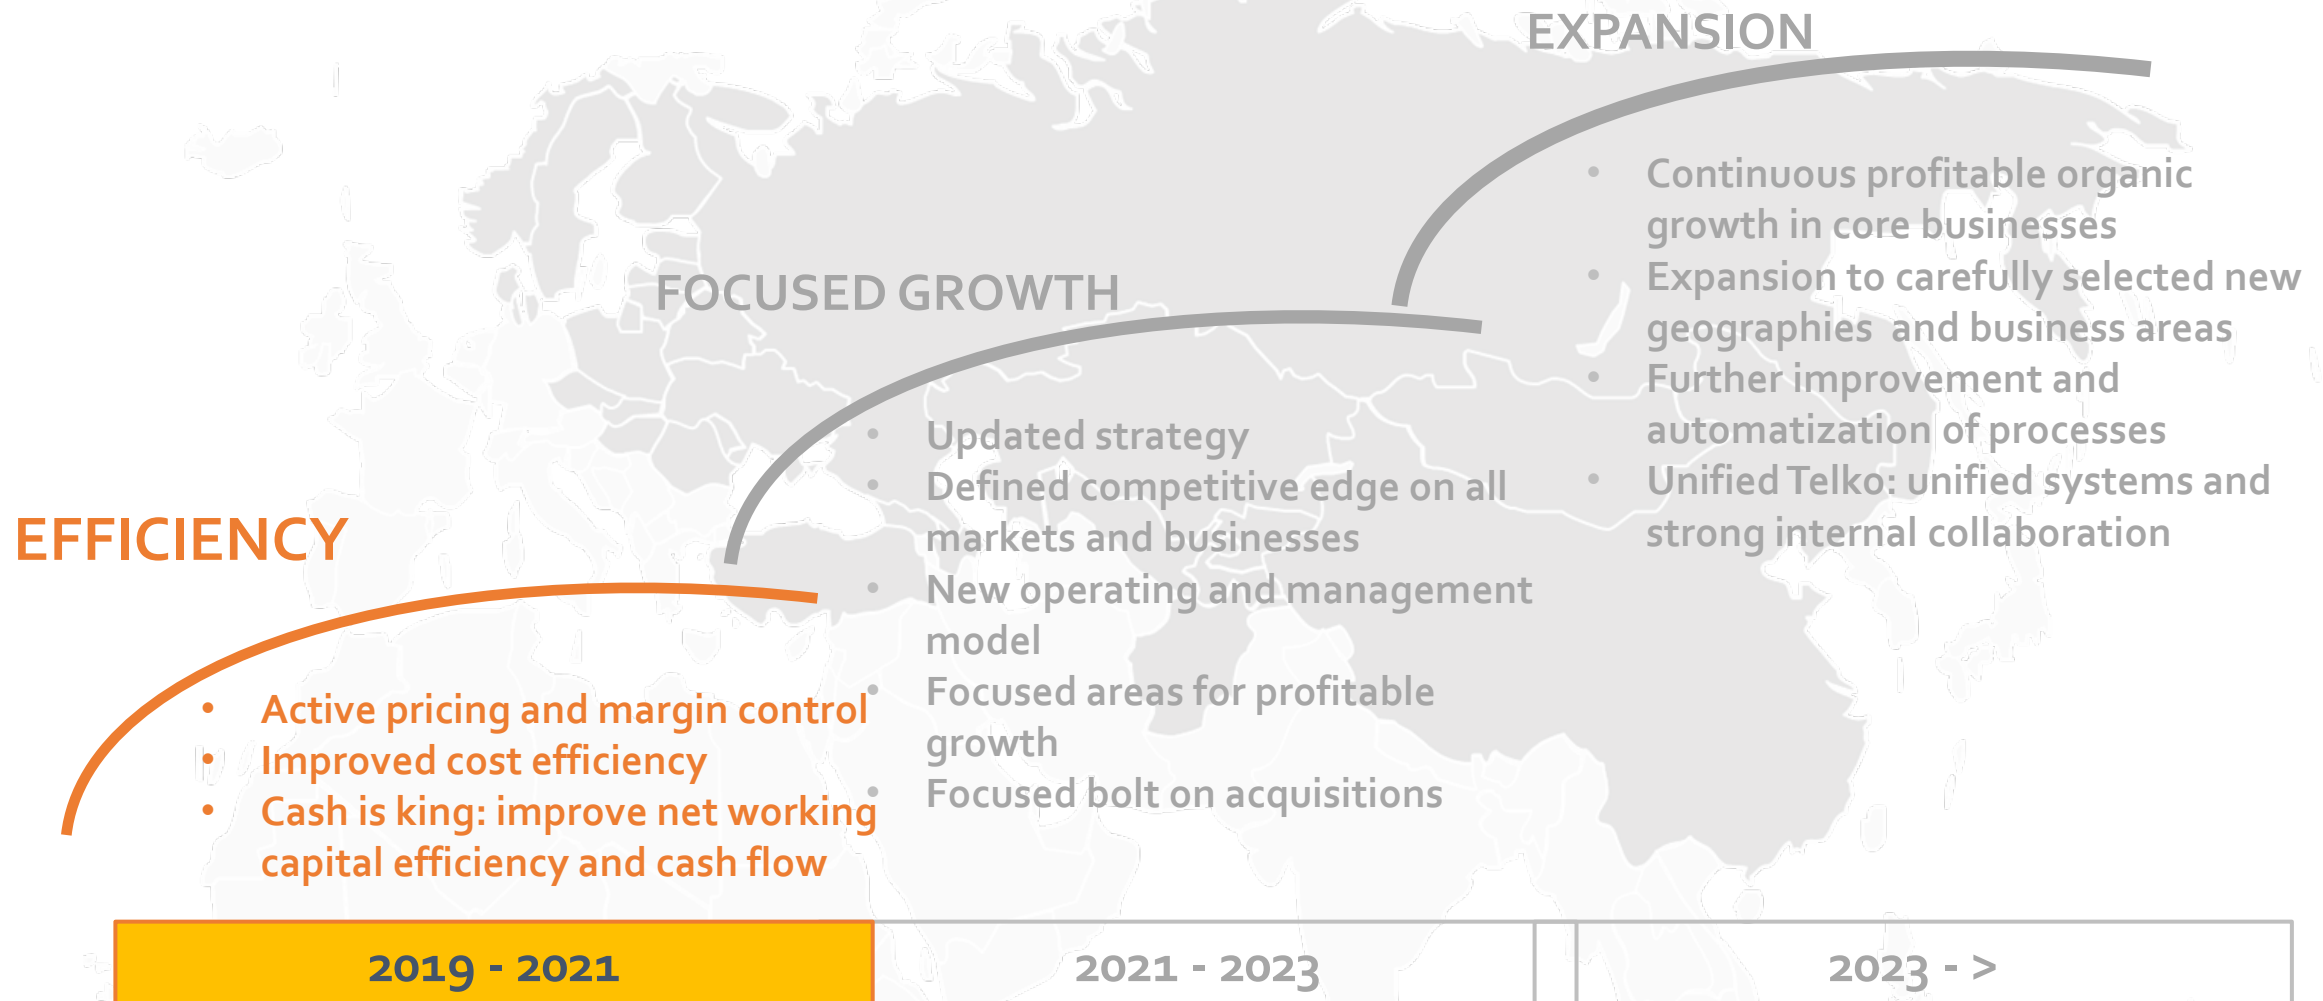 EXPANSION
• Continuous profitable organic
growth in core businesses
• Expansion to carefully selected new
geographies and business areas
• Further improvement and
automatization of processes
• Unified Telko: unified systems and
strong internal collaboration
FOCUSED GROWTH
• Updated strategy
• Defined competitive edge on all
markets and businesses
• New operating and management
model
• Focused areas for profitable
growth
• Focused bolt on acquisitions
EFFICIENCY
• Active pricing and margin control
• Improved cost efficiency
• Cash is king: improve net working
capital efficiency and cash flow
2019 - 2021
2021 - 2023
2023 - >